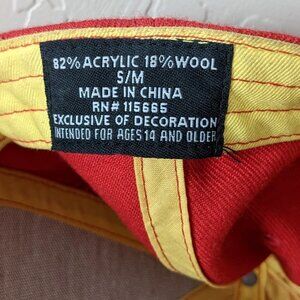 82% ACRYLIC 18% WOOL
S/M
MADE IN CHINA
RN# 115665
EXCLUSIVE OF DECORATION
INTENDED FOR AGES 14 AND OLDER